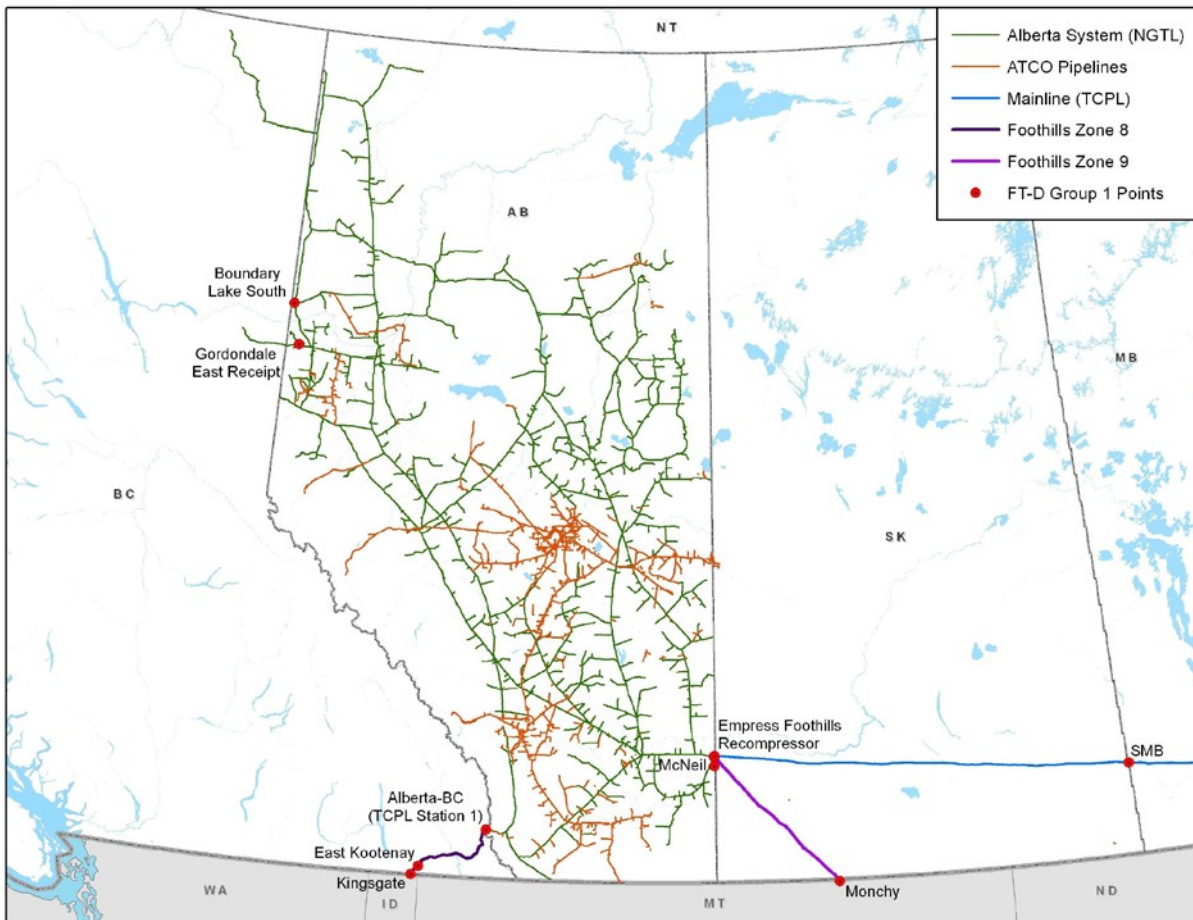 NT
Alberta System (NGTL)
ATCO Pipelines
Mainline (TCPL)
Foothills Zone 8
Foothills Zone 9
FT-D Group 1 Points
AB
Boundary
Lake South
Gordondale
East Receipt
MB
BC
SK
Empress Foothills
Recompressor
McNeil
SMB
Alberta-BC
(TCPL Station 1)
East Kootenay
Kingsgate
Monchy
WA
ID
MT
ND